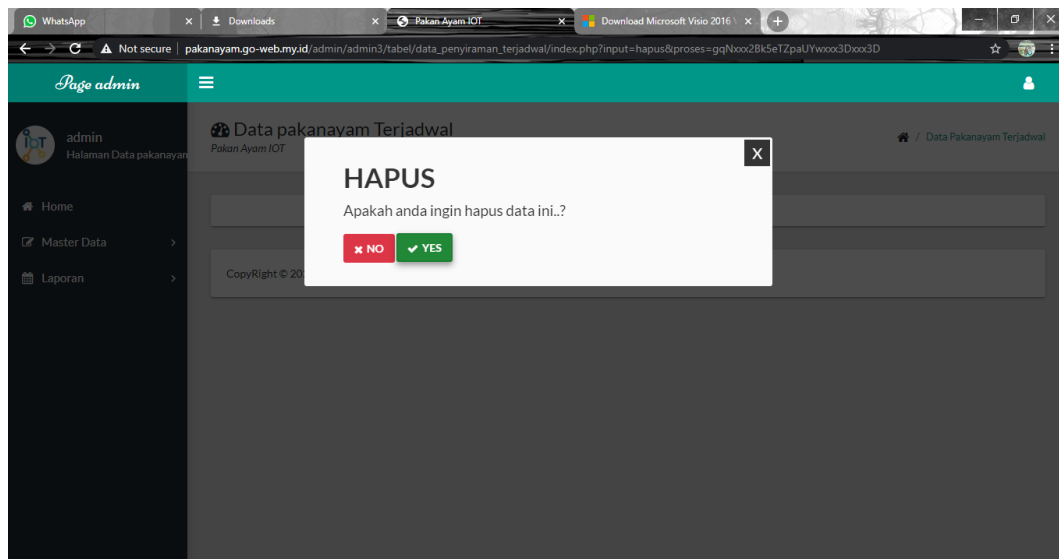 WhatsApp
Downloads
Pakan Ayam IOT
Download Microsoft Visio 2016
Not secure
pakanayam.go-web.my.id/admin/admin3/tabel/data_penyiraman_terjadwal/index.php?input=hapus&proses=gqNxxx2Bk5eTZpaUYwxxx3Dxxx3D
Page admin
admin
Halaman Data pakanayam
Home
Master Data
Laporan
Data pakanayam Terjadwal
Pakan Ayam IOT
/ Data Pakanayam Terjadwal
X
HAPUS
Apakah anda ingin hapus data ini..?
NO
YES
CopyRight © 20